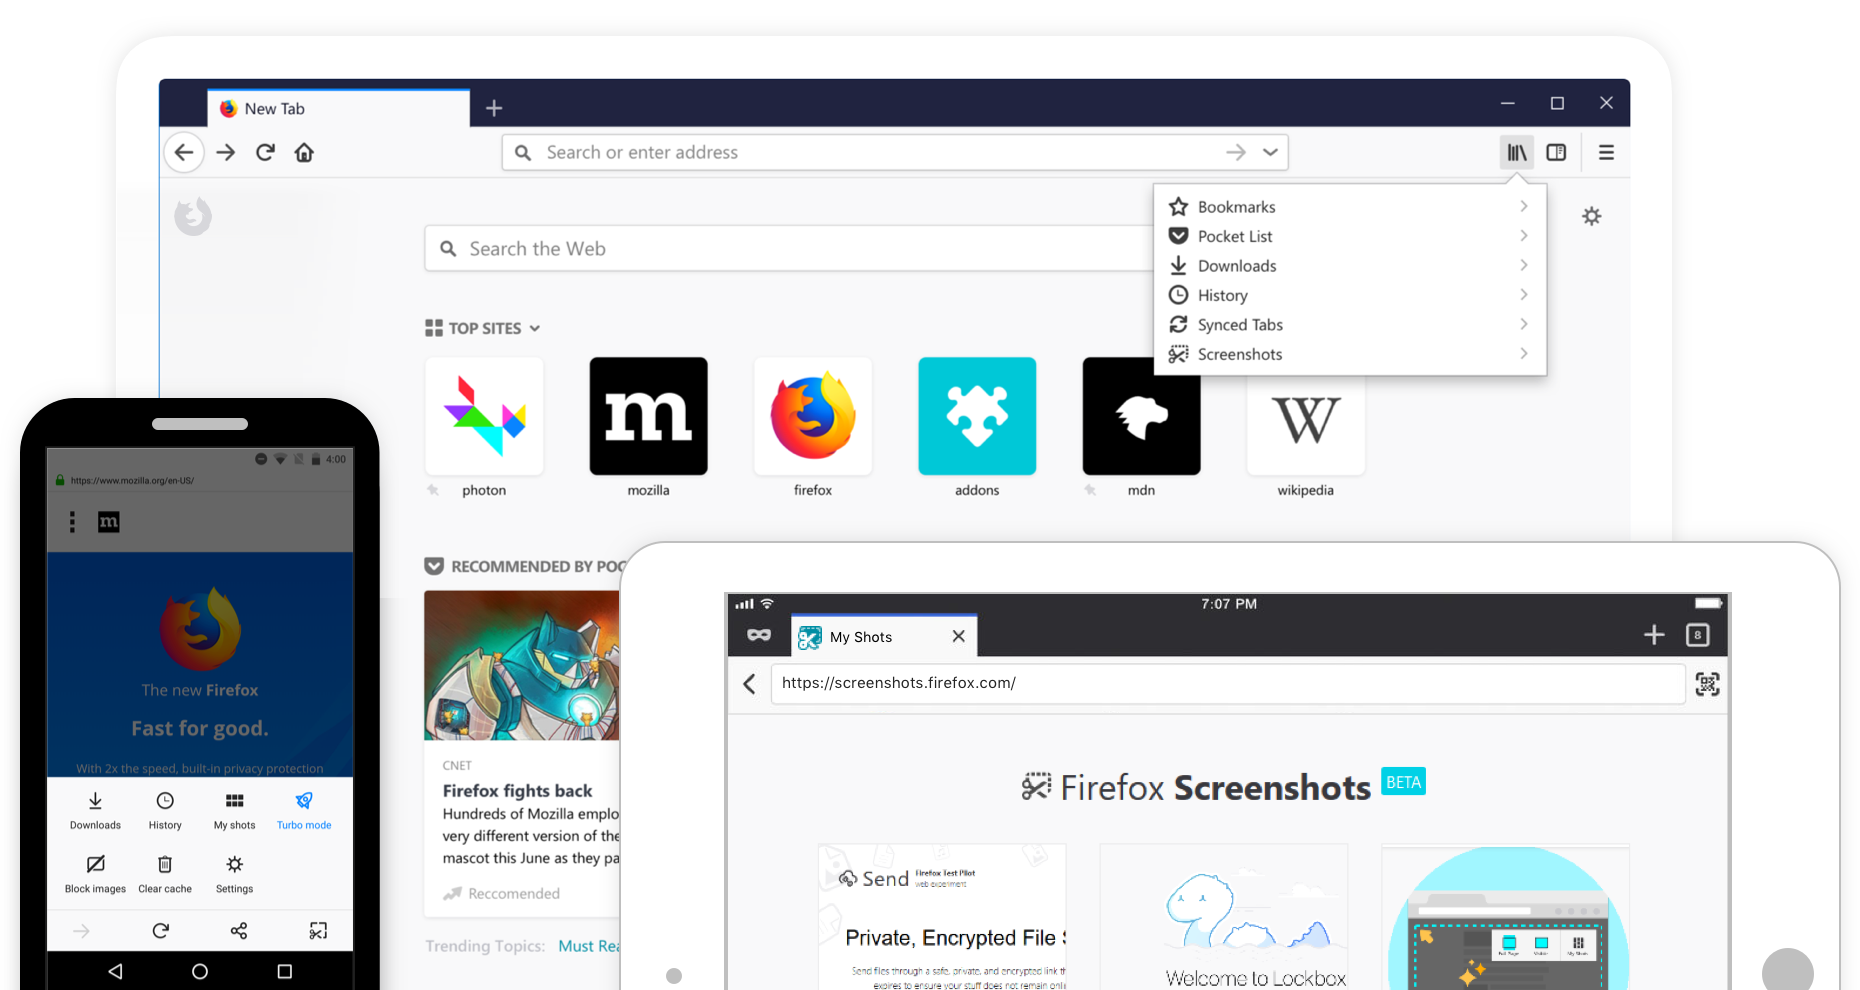 New Tab
Search or enter address
Bookmarks
Pocket List
Downloads
History
Synced Tabs
Screenshots
Search the Web
TOP SITES
m
W
photon
mozilla
firefox
addons
mdn
wikipedia
RECOMMENDED BY POC
CNET
Firefox fights back
Hundreds of Mozilla emplo
very different version of the
mascot this June as they pa
Reccomended
Trending Topics: Must Rea
4:00
https://www.mozilla.org/en-US/
m
The new Firefox
Fast for good.
With 2x the speed, built-in privacy protection
Downloads
History
My shots
Turbo mode
Block images
Clear cache
Settings
7:07 PM
My Shots
8
https://screenshots.firefox.com/
Firefox Screenshots BETA
Send
Firefox Test Pilot
web experiment
Private, Encrypted File S
Send files through a safe, private, and encrypted link th
expires to ensure your stuff does not remain onli
Welcome to Lockbox
Full Page
Visible
My Shots